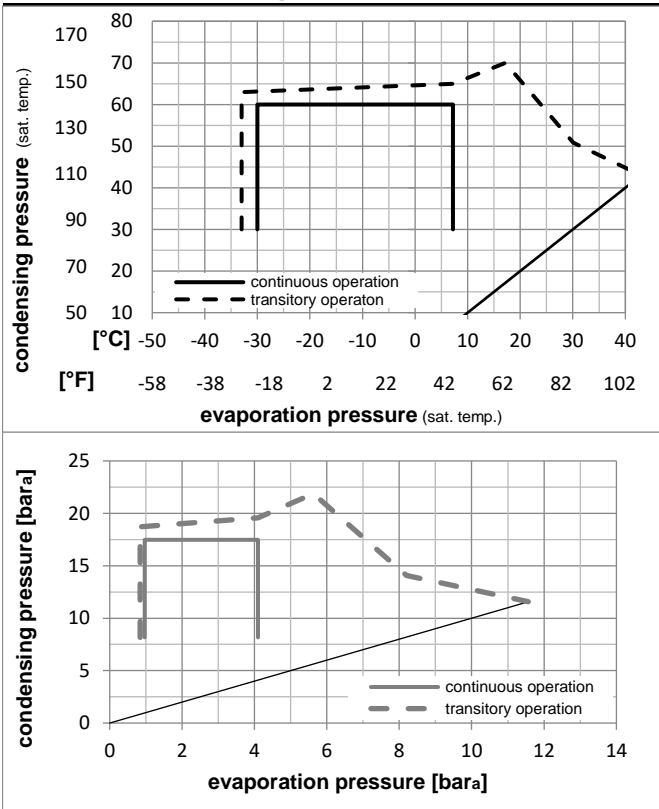 condensing pressure (sat. temp.)
170 80
70
150 60
130 50
110 40
90 30
70 20
50 10
continuous operation
transitory operaton
[°C] -50 -40 -30 -20 -10 0 10 20 30 40
[°F] -58 -38 -18 2 22 42 62 82 102
evaporation pressure (sat. temp.)
condensing pressure [bara]
25
20
15
10
5
0
continuous operation
transitory operation
0 2 4 6 8 10 12 14
evaporation pressure [bara]